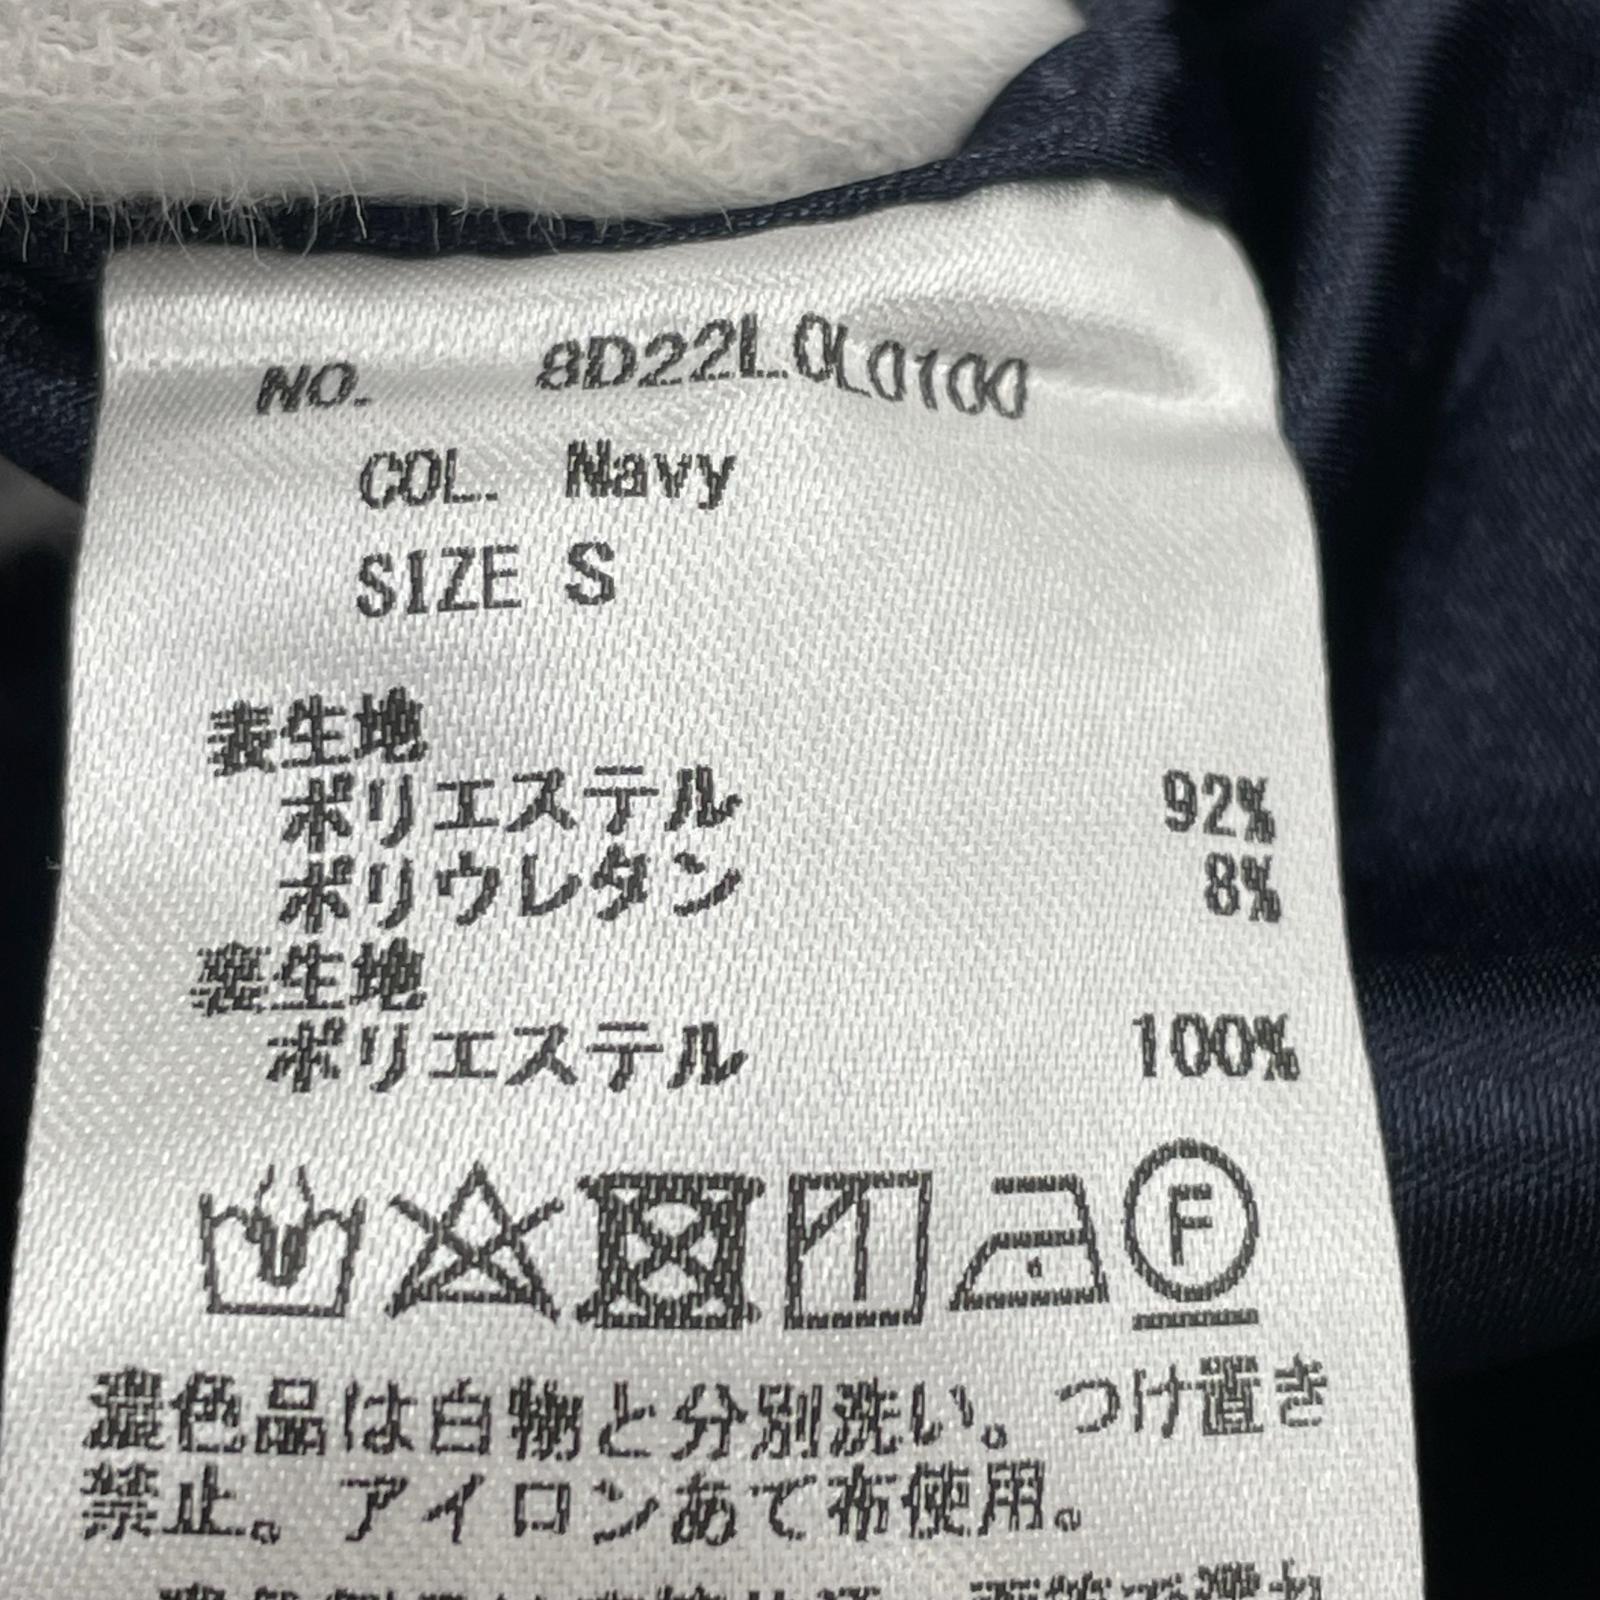 NO. 8D22L0L0100
COL. Navy
SIZE S
表生地
ポリエステル 92%
ポリウレタン 8%
裏生地
ポリエステル 100%
F
濃色品は白物と分別洗い。つけ置き
禁止。アイロンあて布使用。